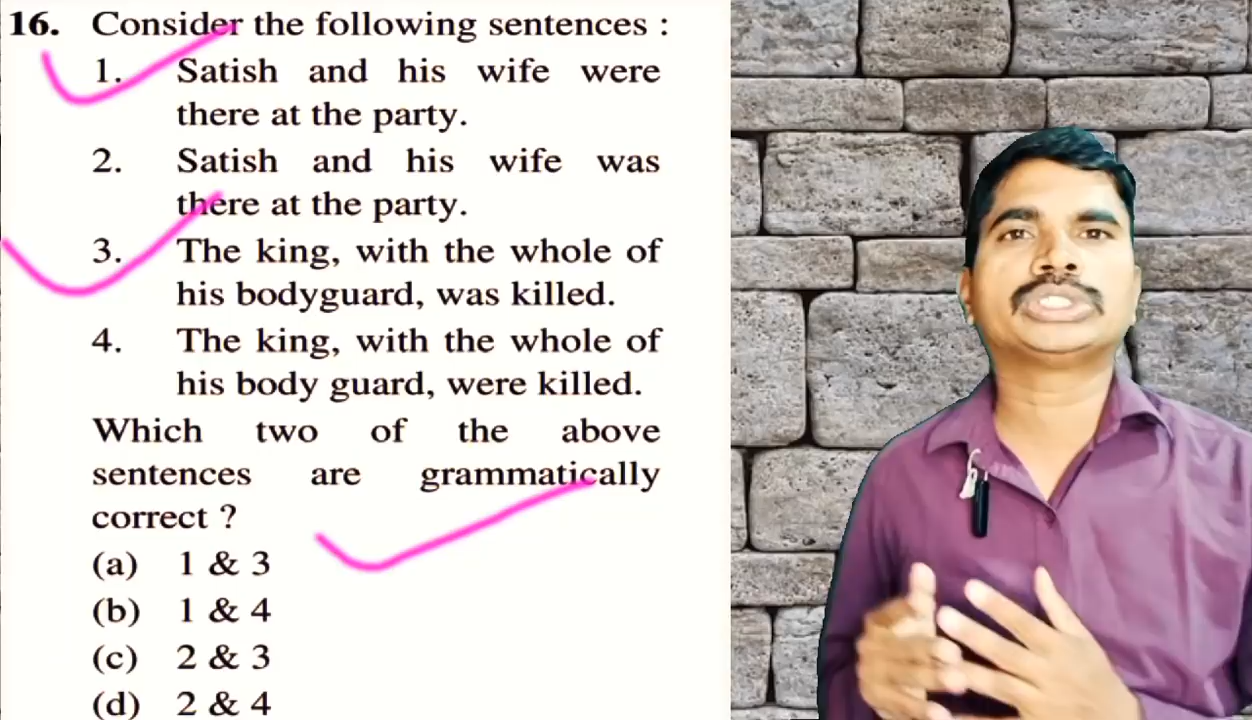 16. Consider the following sentences :
1. Satish and his wife were
there at the party.
2. Satish and his wife was
there at the party.
3. The king, with the whole of
his bodyguard, was killed.
4. The king, with the whole of
his body guard, were killed.
Which two of the above
sentences are grammatically
correct ?
(a) 1 & 3
(b) 1 & 4
(c) 2 & 3
(d) 2 & 4